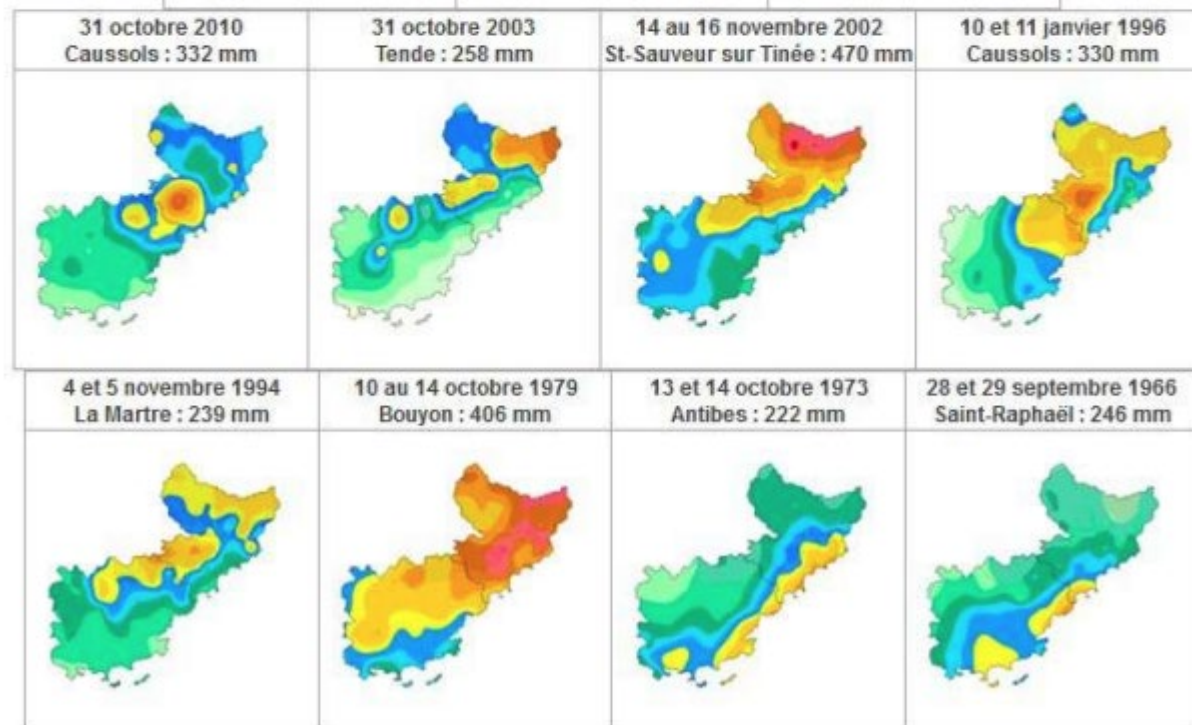 31 octobre 2010
Caussols : 332 mm
31 octobre 2003
Tende : 258 mm
14 au 16 novembre 2002
St-Sauveur sur Tinée : 470 mm
10 et 11 janvier 1996
Caussols : 330 mm
4 et 5 novembre 1994
La Martre : 239 mm
10 au 14 octobre 1979
Bouyon : 406 mm
13 et 14 octobre 1973
Antibes : 222 mm
28 et 29 septembre 1966
Saint-Raphaël : 246 mm